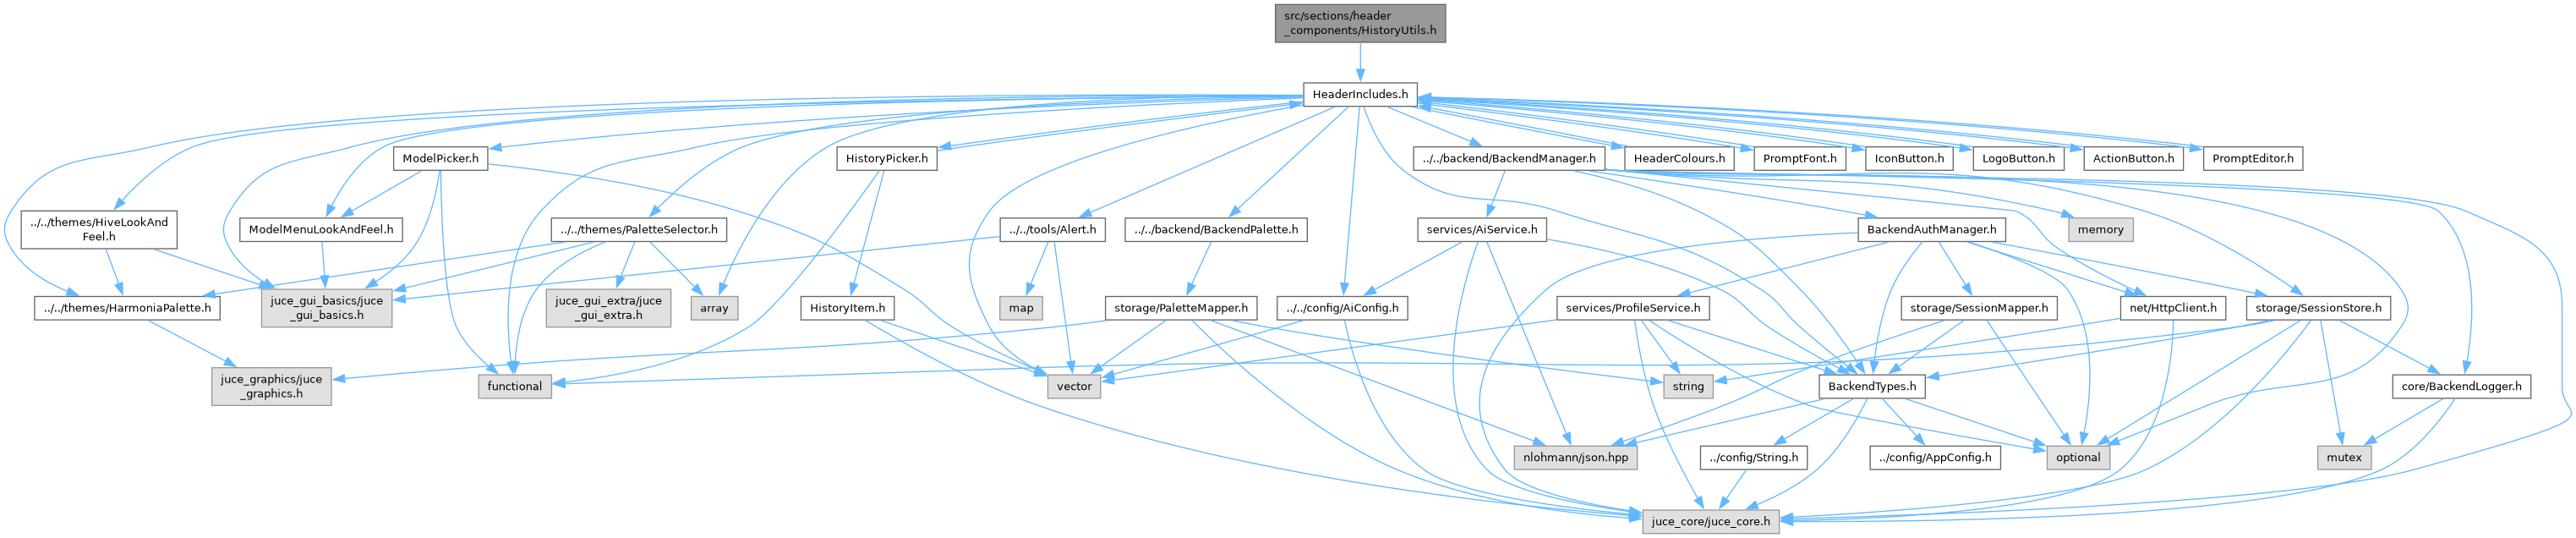 src/sections/header
_components/HistoryUtils.h
HeaderIncludes.h
ModelPicker.h
HistoryPicker.h
../../backend/BackendManager.h
HeaderColours.h
PromptFont.h
IconButton.h
LogoButton.h
ActionButton.h
PromptEditor.h
../../themes/HiveLookAnd
Feel.h
ModelMenuLookAndFeel.h
../../themes/PaletteSelector.h
../../tools/Alert.h
../../backend/BackendPalette.h
services/AiService.h
BackendAuthManager.h
memory
../../themes/HarmoniaPalette.h
juce_gui_basics/juce
_gui_basics.h
juce_gui_extra/juce
_gui_extra.h
array
HistoryItem.h
map
storage/PaletteMapper.h
../../config/AiConfig.h
services/ProfileService.h
storage/SessionMapper.h
net/HttpClient.h
storage/SessionStore.h
juce_graphics/juce
_graphics.h
functional
vector
string
BackendTypes.h
core/BackendLogger.h
nlohmann/json.hpp
../config/String.h
../config/AppConfig.h
optional
mutex
juce_core/juce_core.h